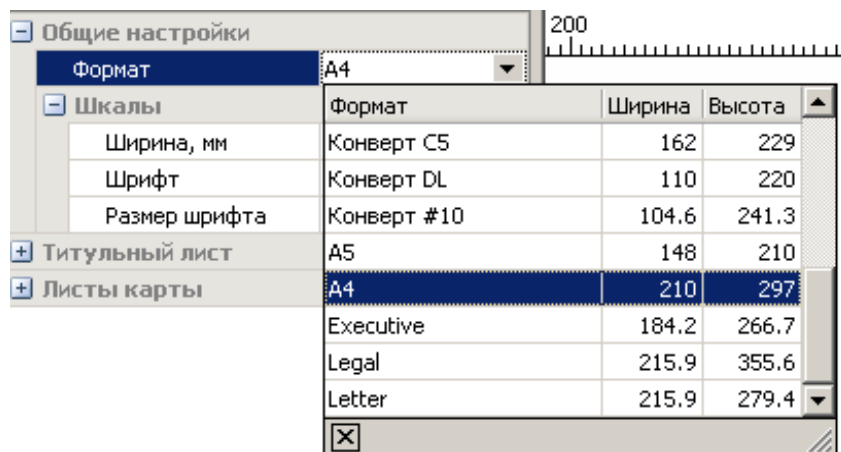 Общие настройки
200
Формат A4
Шкалы
Формат Ширина Высота
Ширина, мм
Конверт C5 162 229
Шрифт
Конверт DL 110 220
Размер шрифта
Конверт #10 104.6 241.3
Титульный лист
A5 148 210
Листы карты
A4 210 297
Executive 184.2 266.7
Legal 215.9 355.6
Letter 215.9 279.4